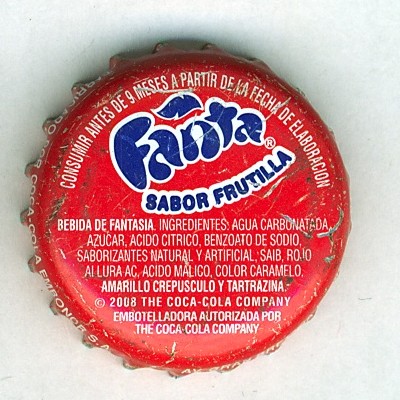 CONSUMIR ANTES DE 9 MESES A PARTIR DE LA FECHA DE ELABORACION
Fanta®
SABOR FRUTILLA
BEBIDA DE FANTASIA. INGREDIENTES: AGUA CARBONATADA,
AZUCAR, ACIDO CITRICO, BENZOATO DE SODIO,
SABORIZANTES NATURAL Y ARTIFICIAL, SAIB, ROJO
ALLURA AC, ACIDO MALICO, COLOR CARAMELO,
AMARILLO CREPUSCULO Y TARTRAZINA.
© 2008 THE COCA-COLA COMPANY
EMBOTELLADORA AUTORIZADA POR
THE COCA-COLA COMPANY